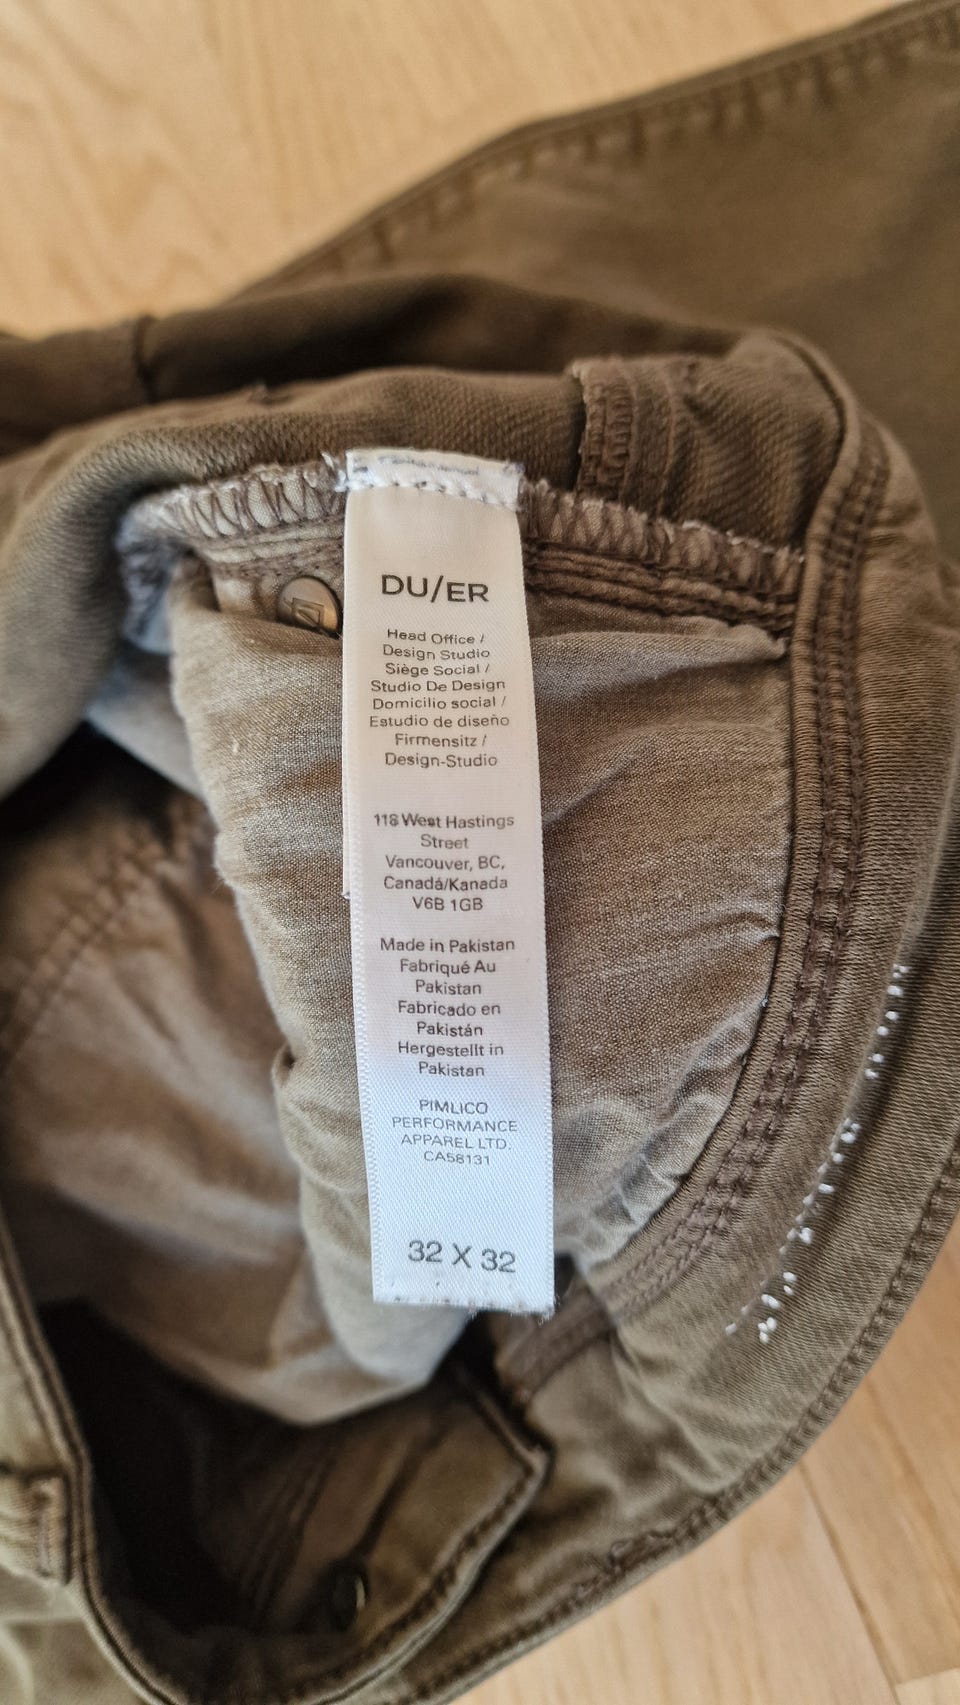 DU/ER
Head Office /
Design Studio
Siège Social /
Studio De Design
Domicilio social /
Estudio de diseño
Firmensitz /
Design-Studio
118 West Hastings
Street
Vancouver, BC,
Canadá/Kanada
V6B 1GB
Made in Pakistan
Fabriqué Au
Pakistan
Fabricado en
Pakistán
Hergestellt in
Pakistan
PIMLICO
PERFORMANCE
APPAREL LTD.
CA58131
32 X 32